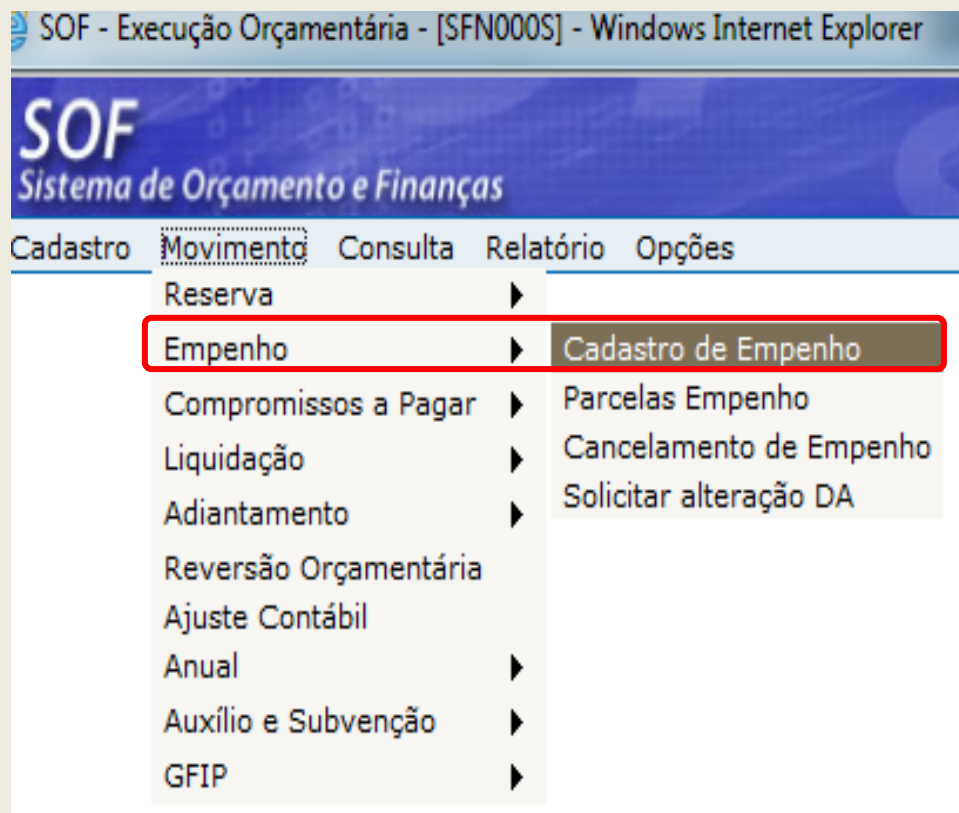 SOF - Execução Orçamentária - [SFN000S] - Windows Internet Explorer
SOF
Sistema de Orçamento e Finanças
Cadastro Movimento Consulta Relatório Opções
Reserva
Empenho Cadastro de Empenho
Compromissos a Pagar Parcelas Empenho
Liquidação Cancelamento de Empenho
Adiantamento Solicitar alteração DA
Reversão Orçamentária
Ajuste Contábil
Anual
Auxílio e Subvenção
GFIP